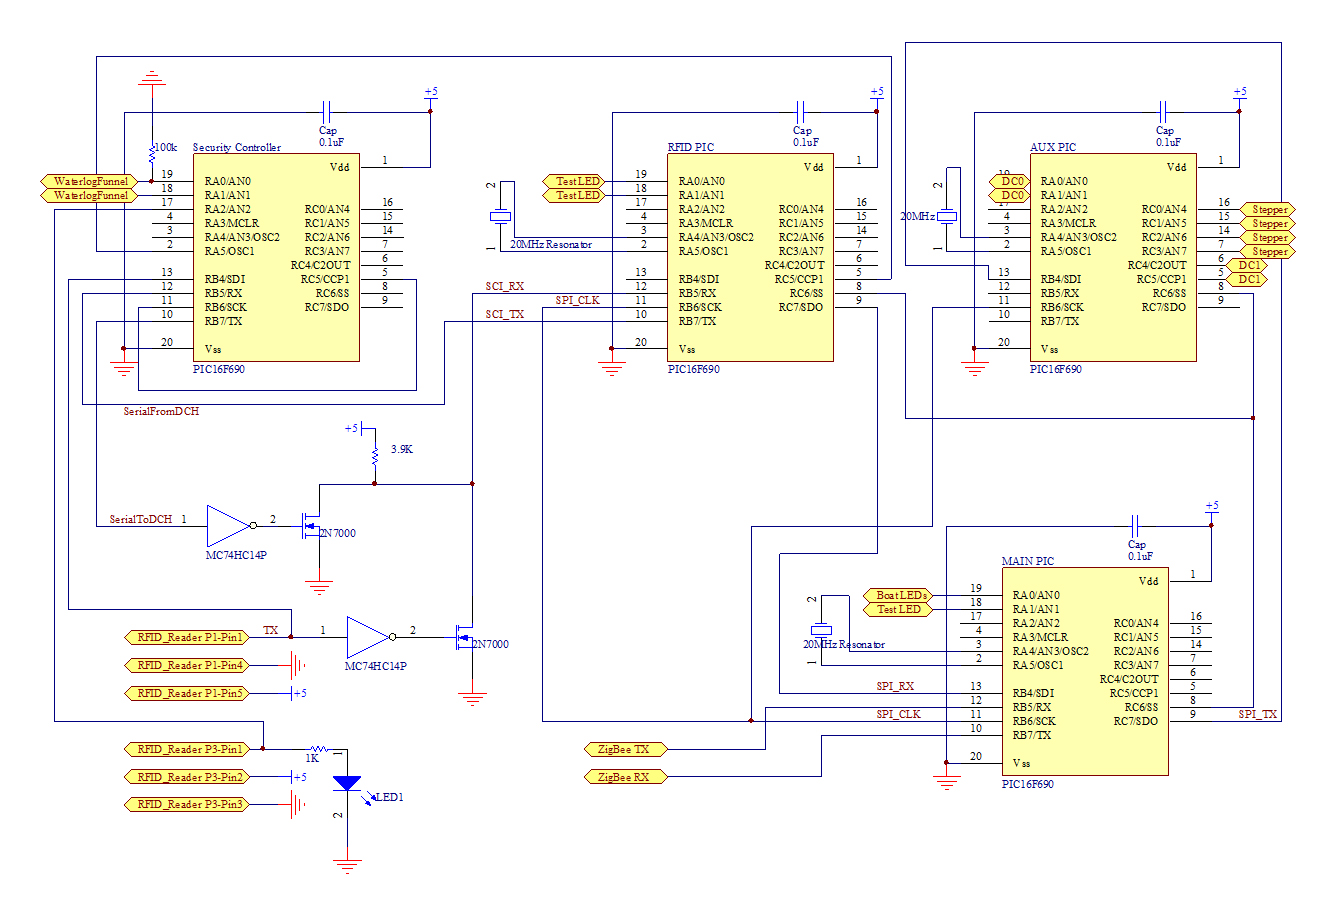 +5
+5
+5
Cap
0.1uF
Cap
0.1uF
Cap
0.1uF
100k
Security Controller
Vdd
1
WaterlogFunnel
19
RA0/AN0
WaterlogFunnel
18
RA1/AN1
17
RA2/AN2
RC0/AN4
16
4
RA3/MCLR
RC1/AN5
15
3
RA4/AN3/OSC2
RC2/AN6
14
2
RA5/OSC1
RC3/AN7
7
RC4/C2OUT
6
13
RB4/SDI
RC5/CCP1
5
12
RB5/RX
RC6/SS
8
11
RB6/SCK
RC7/SDO
9
10
RB7/TX
20
Vss
PIC16F690
SerialFromDCH
RFID PIC
Vdd
1
Test LED
19
RA0/AN0
Test LED
18
RA1/AN1
17
RA2/AN2
RC0/AN4
16
4
RA3/MCLR
RC1/AN5
15
3
RA4/AN3/OSC2
RC2/AN6
14
2
RA5/OSC1
RC3/AN7
7
RC4/C2OUT
6
13
RB4/SDI
RC5/CCP1
5
SCI_RX
12
RB5/RX
RC6/SS
8
SPI_CLK
11
RB6/SCK
RC7/SDO
9
SCI_TX
10
RB7/TX
20
Vss
PIC16F690
2
1
20MHz Resonator
AUX PIC
Vdd
1
DC0
19
RA0/AN0
DC0
RA1/AN1
17
RA2/AN2
RC0/AN4
16
Stepper
4
RA3/MCLR
RC1/AN5
15
Stepper
3
RA4/AN3/OSC2
RC2/AN6
14
Stepper
2
RA5/OSC1
RC3/AN7
7
Stepper
RC4/C2OUT
6
DC1
13
RB4/SDI
RC5/CCP1
5
DC1
12
RB5/RX
RC6/SS
8
11
RB6/SCK
RC7/SDO
9
10
RB7/TX
20
Vss
PIC16F690
2
20MHz
1
+5
3.9K
SerialToDCH
1
2
MC74HC14P
2N7000
RFID_Reader P1-Pin1
TX
1
2
MC74HC14P
2N7000
RFID_Reader P1-Pin4
RFID_Reader P1-Pin5
+5
RFID_Reader P3-Pin1
1K
1
RFID_Reader P3-Pin2
+5
RFID_Reader P3-Pin3
LED1
2
+5
Cap
0.1uF
MAIN PIC
Vdd
1
Boat LEDs
19
RA0/AN0
Test LED
18
RA1/AN1
17
RA2/AN2
RC0/AN4
16
4
RA3/MCLR
RC1/AN5
15
3
RA4/AN3/OSC2
RC2/AN6
14
2
RA5/OSC1
RC3/AN7
7
RC4/C2OUT
6
SPI_RX
13
RB4/SDI
RC5/CCP1
5
12
RB5/RX
RC6/SS
8
SPI_CLK
11
RB6/SCK
RC7/SDO
9
SPI_TX
10
RB7/TX
20
Vss
PIC16F690
2
20MHz Resonator
1
ZigBee TX
ZigBee RX